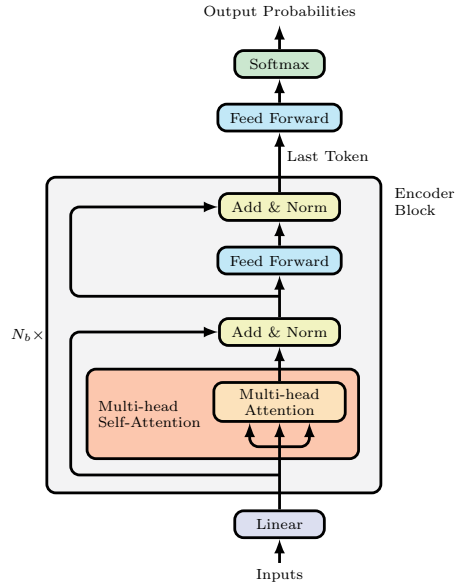 Output Probabilities
Softmax
Feed Forward
Last Token
Encoder
Block
Add & Norm
Feed Forward
N_b×
Add & Norm
Multi-head
Self-Attention
Multi-head
Attention
Linear
Inputs